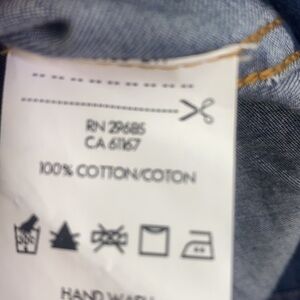 RN 29685
CA 61167
100% COTTON/COTON
HAND WASH